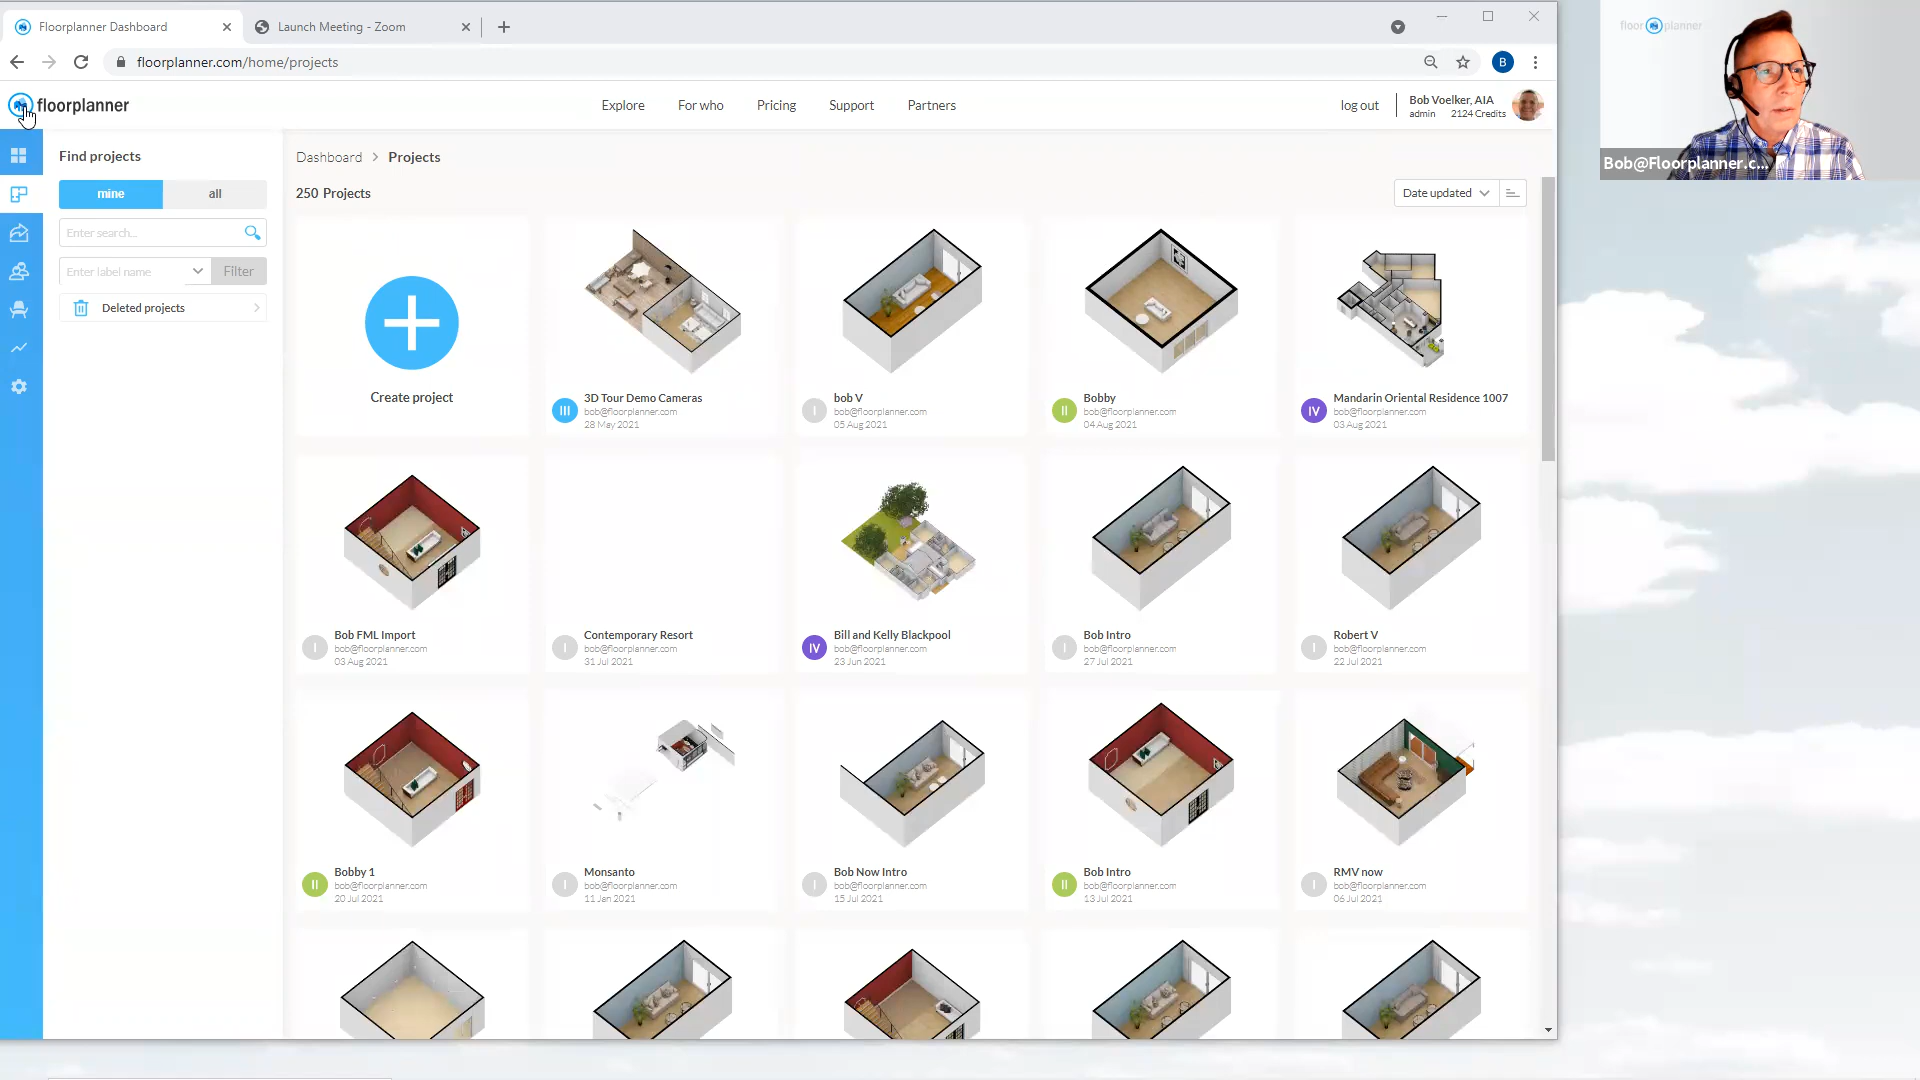 Floorplanner Dashboard
Launch Meeting - Zoom
floorplanner.com/home/projects
B
floorplanner
Explore
For who
Pricing
Support
Partners
log out
Bob Voelker, AIA
admin 2124 Credits
floor planner
Bob@Floorplanner.c...
Find projects
mine
all
Enter search...
Enter label name
Filter
Deleted projects
Dashboard > Projects
250 Projects
Date updated
Create project
III
3D Tour Demo Cameras
bob@floorplanner.com
28 May 2021
I
bob V
bob@floorplanner.com
05 Aug 2021
II
Bobby
bob@floorplanner.com
04 Aug 2021
IV
Mandarin Oriental Residence 1007
bob@floorplanner.com
03 Aug 2021
I
Bob FML Import
bob@floorplanner.com
03 Aug 2021
I
Contemporary Resort
bob@floorplanner.com
31 Jul 2021
IV
Bill and Kelly Blackpool
bob@floorplanner.com
23 Jun 2021
I
Bob Intro
bob@floorplanner.com
27 Jul 2021
I
Robert V
bob@floorplanner.com
22 Jul 2021
II
Bobby 1
bob@floorplanner.com
20 Jul 2021
I
Monsanto
bob@floorplanner.com
11 Jan 2021
I
Bob Now Intro
bob@floorplanner.com
15 Jul 2021
II
Bob Intro
bob@floorplanner.com
13 Jul 2021
I
RMV now
bob@floorplanner.com
06 Jul 2021